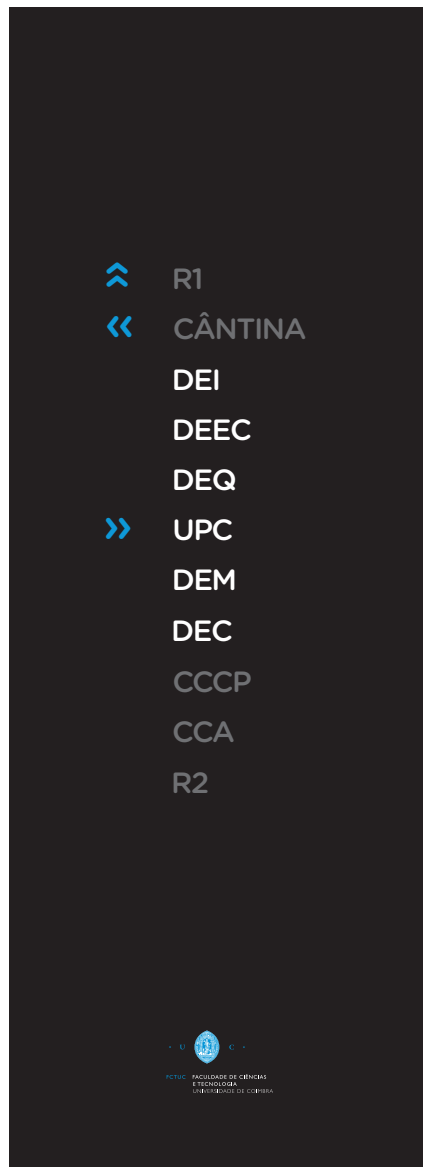 R1
CÂNTINA
DEI
DEEC
DEQ
UPC
DEM
DEC
CCCP
CCA
R2
· U C ·
FCTUC FACULDADE DE CIÊNCIAS
E TECNOLOGIA
UNIVERSIDADE DE COIMBRA